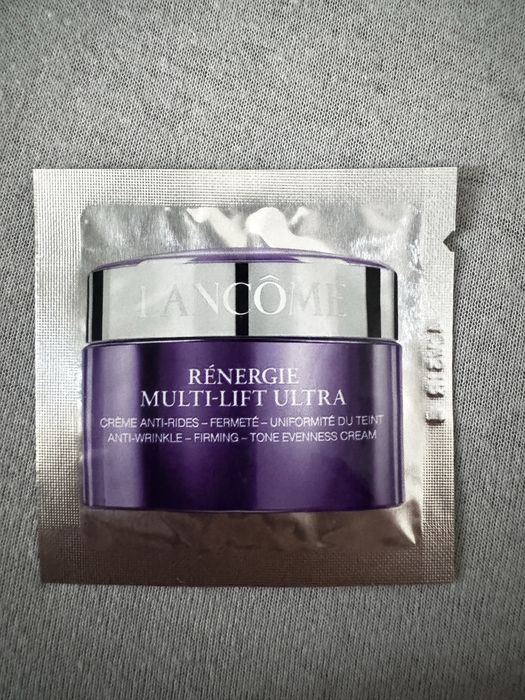 LANCÔME
RÉNERGIE
MULTI-LIFT ULTRA
CRÈME ANTI-RIDES – FERMETÉ – UNIFORMITÉ DU TEINT
ANTI-WRINKLE – FIRMING – TONE EVENNESS CREAM